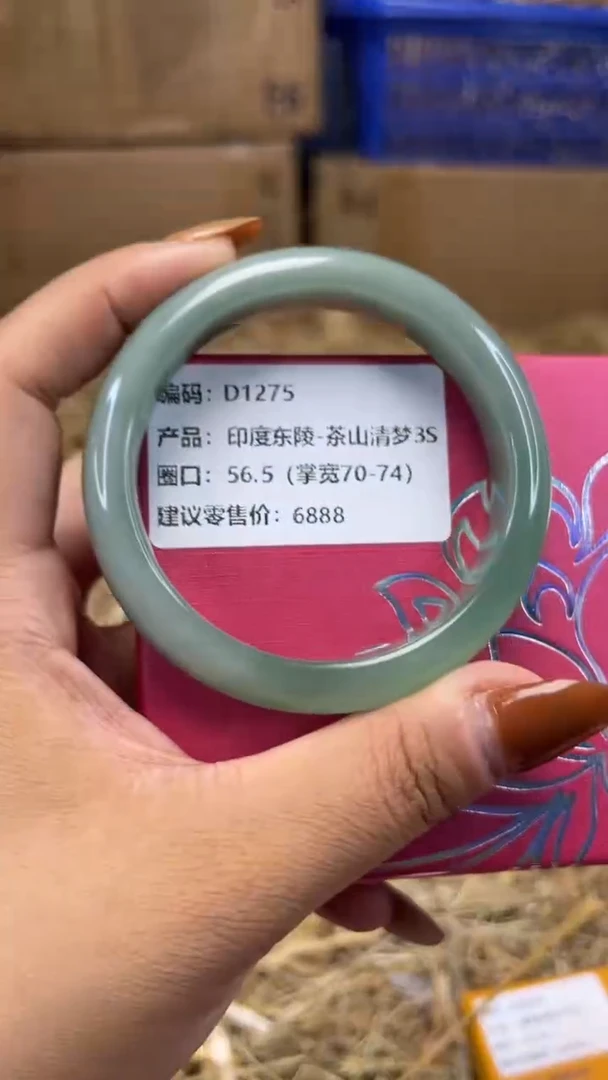 编码：D1275
产品：印度东陵-茶山清梦3S
圈口：56.5（掌宽70-74）
建议零售价：6888